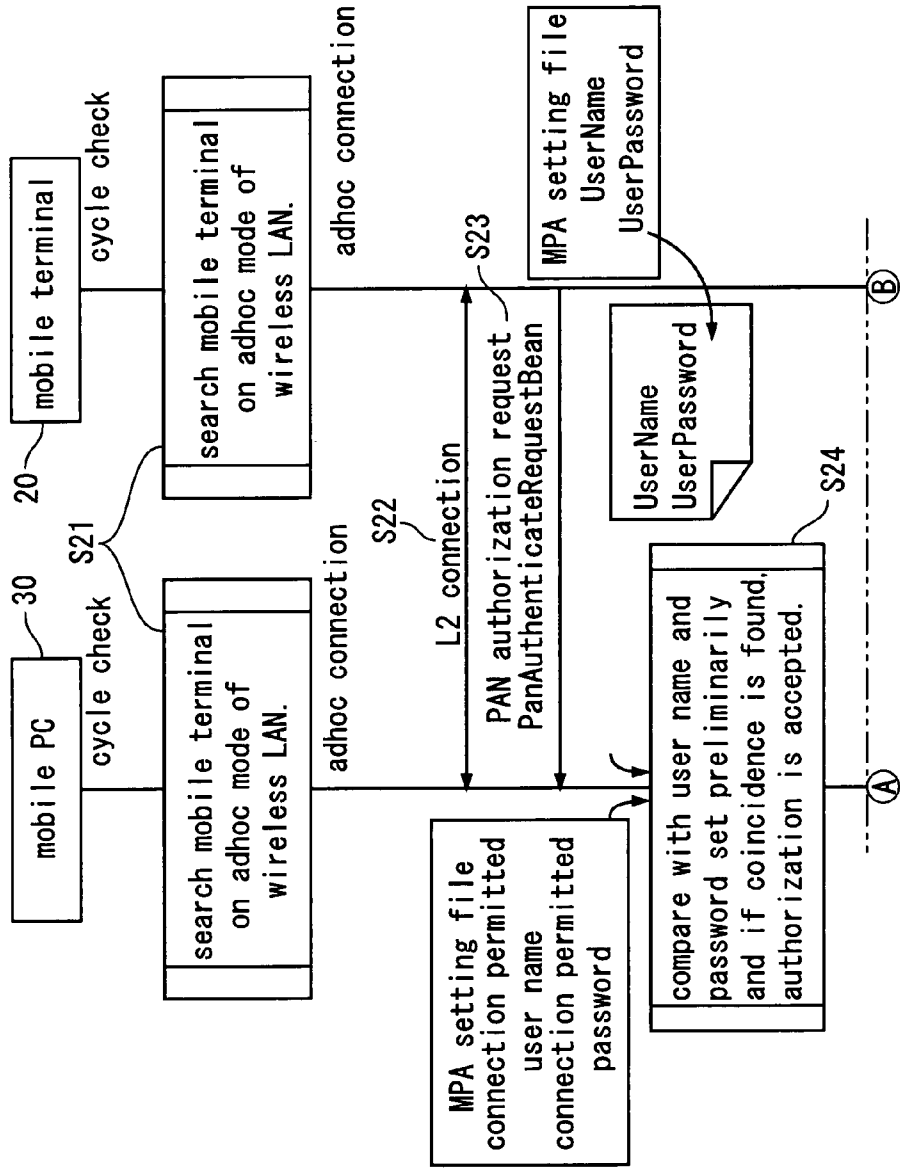 30
mobile PC
cycle check
20
mobile terminal
cycle check
S21
search mobile terminal
on adhoc mode of
wireless LAN.
search mobile terminal
on adhoc mode of
wireless LAN.
adhoc connection
adhoc connection
S22
L2 connection
S23
PAN authorization request
PanAuthenticateRequestBean
MPA setting file
connection permitted
user name
connection permitted
password
UserName
UserPassword
MPA setting file
UserName
UserPassword
S24
compare with user name and
password set preliminarily
and if coincidence is found,
authorization is accepted.
A
B